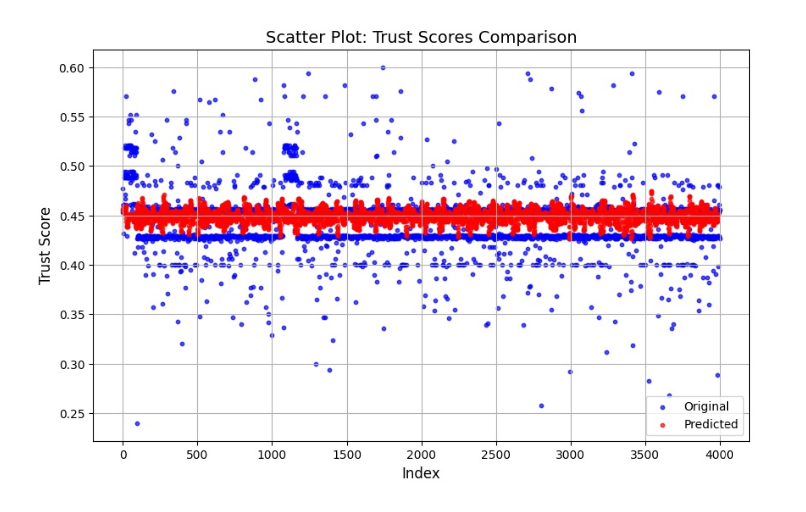 Scatter Plot: Trust Scores Comparison
Trust Score
0.60
0.55
0.50
0.45
0.40
0.35
0.30
0.25
0 500 1000 1500 2000 2500 3000 3500 4000
Index
Original
Predicted